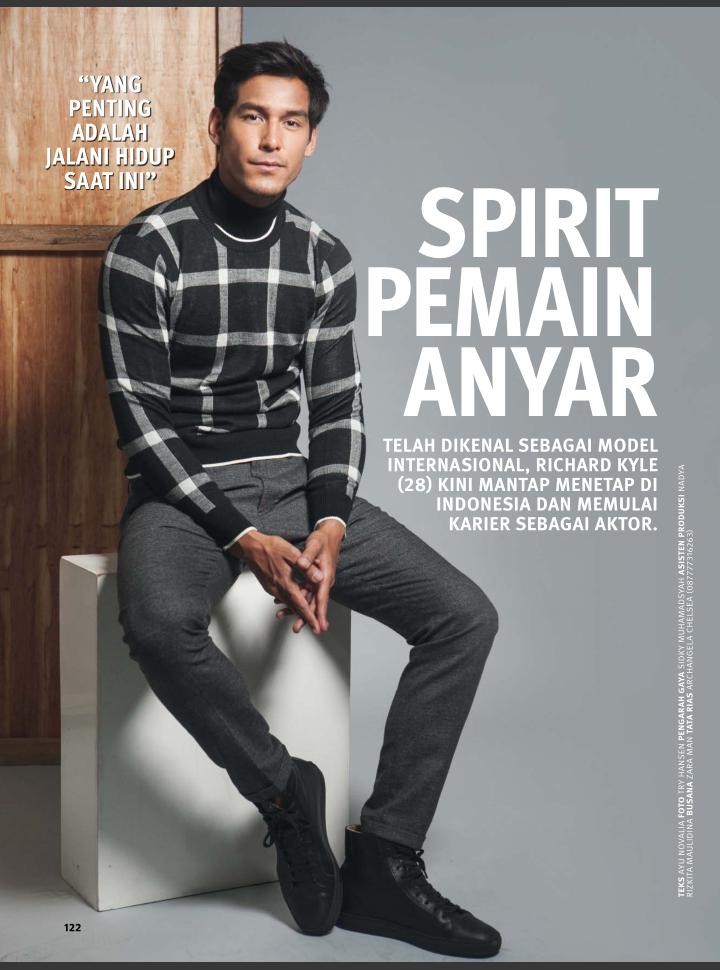 “YANG
PENTING
ADALAH
JALANI HIDUP
SAAT INI”
SPIRIT
PEMAIN
ANYAR
TELAH DIKENAL SEBAGAI MODEL
INTERNASIONAL, RICHARD KYLE
(28) KINI MANTAP MENETAP DI
INDONESIA DAN MEMULAI
KARIER SEBAGAI AKTOR.
TEKS AYU NOVALIA FOTO TRY HANSEN PENGARAH GAYA SIDKY MUHAMADSYAH ASISTEN PRODUKSI NADYA
RIZKITA MAULIDINA BUSANA ZARA MAN TATA RIAS ARCHANGELA CHELSEA (087777316263)
122